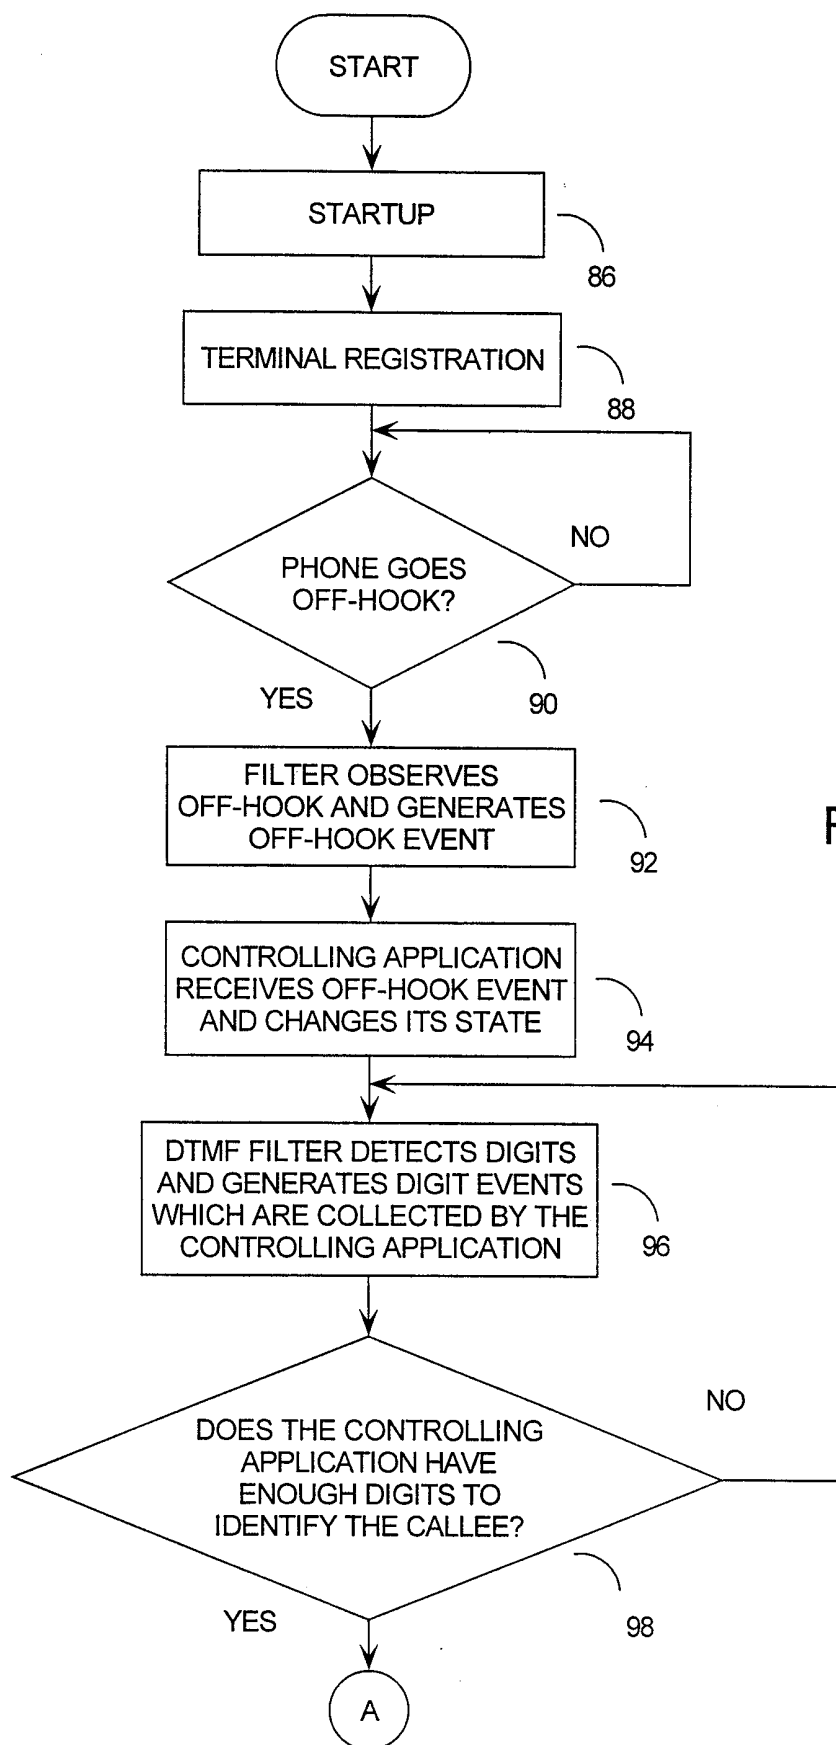 START
STARTUP
86
TERMINAL REGISTRATION
88
NO
PHONE GOES
OFF-HOOK?
90
YES
FILTER OBSERVES
OFF-HOOK AND GENERATES
OFF-HOOK EVENT
92
CONTROLLING APPLICATION
RECEIVES OFF-HOOK EVENT
AND CHANGES ITS STATE
94
DTMF FILTER DETECTS DIGITS
AND GENERATES DIGIT EVENTS
WHICH ARE COLLECTED BY THE
CONTROLLING APPLICATION
96
NO
DOES THE CONTROLLING
APPLICATION HAVE
ENOUGH DIGITS TO
IDENTIFY THE CALLEE?
98
YES
A